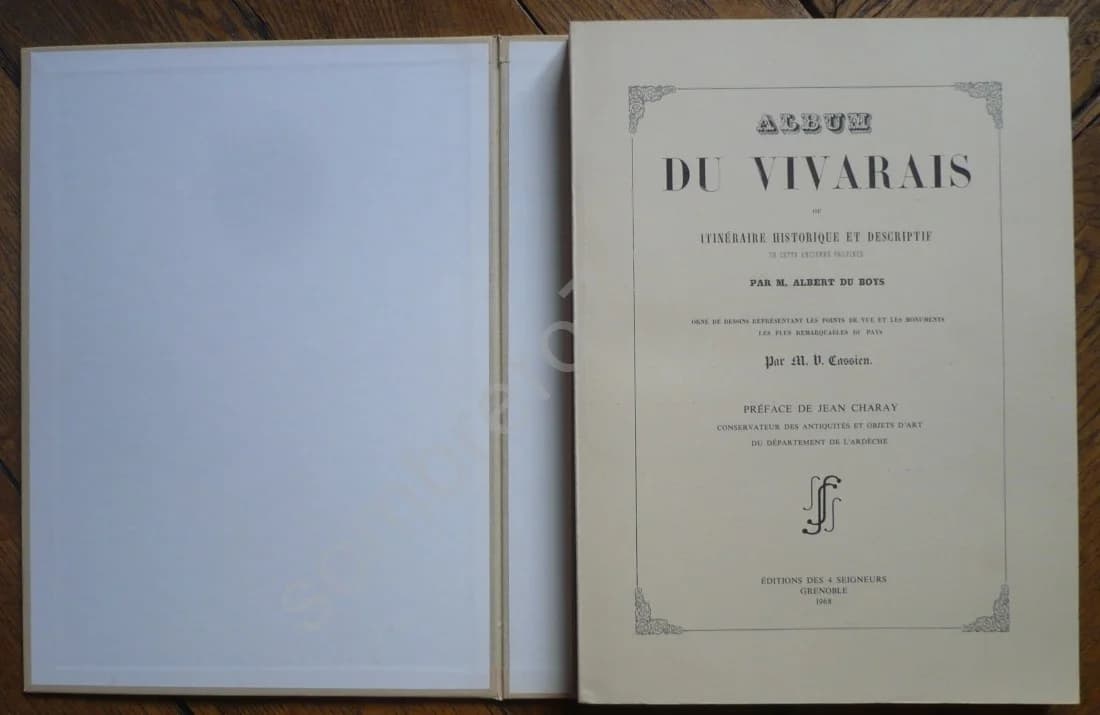 ALBUM
DU VIVARAIS
OU
ITINÉRAIRE HISTORIQUE ET DESCRIPTIF
DE CETTE ANCIENNE PROVINCE
PAR M. ALBERT DU BOYS
ORNÉ DE DESSINS REPRÉSENTANT LES POINTS DE VUE ET LES MONUMENTS
LES PLUS REMARQUABLES DU PAYS
Par M. V. Cassien.
PRÉFACE DE JEAN CHARAY
CONSERVATEUR DES ANTIQUITÉS ET OBJETS D'ART
DU DÉPARTEMENT DE L'ARDÈCHE
ÉDITIONS DES 4 SEIGNEURS
GRENOBLE
1968